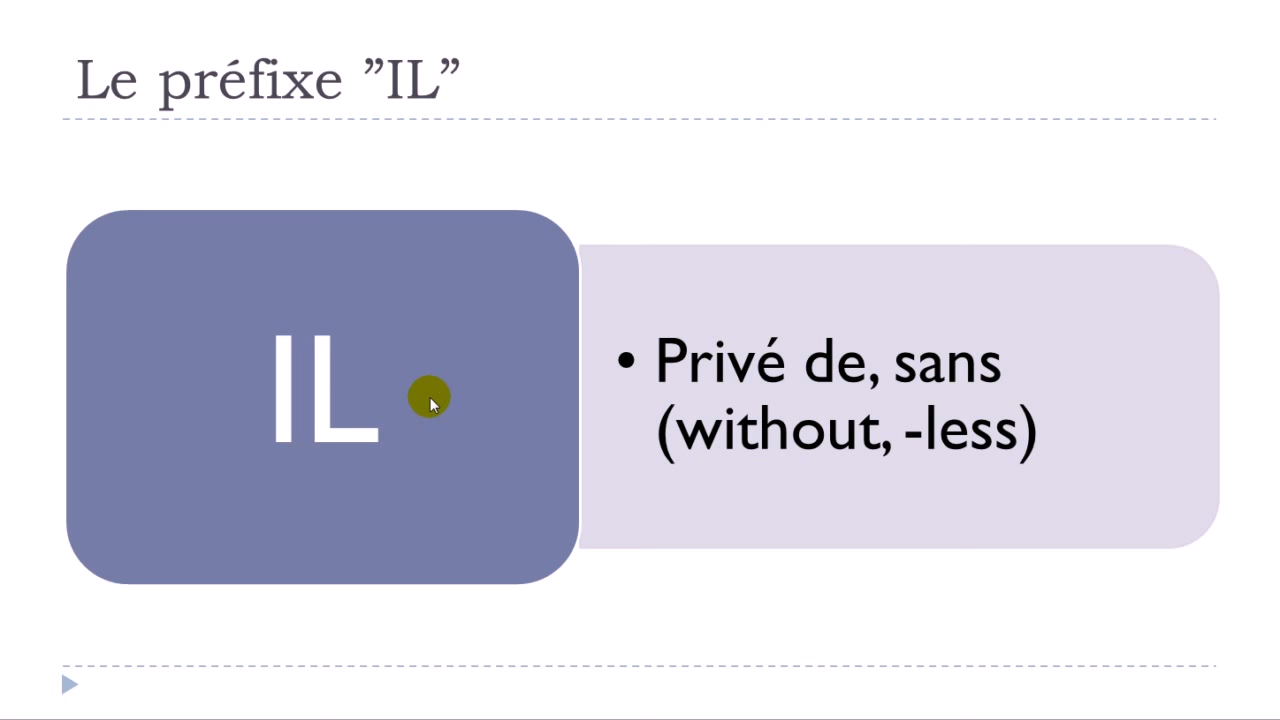 Le préfixe ”IL”
IL
• Privé de, sans
(without, -less)